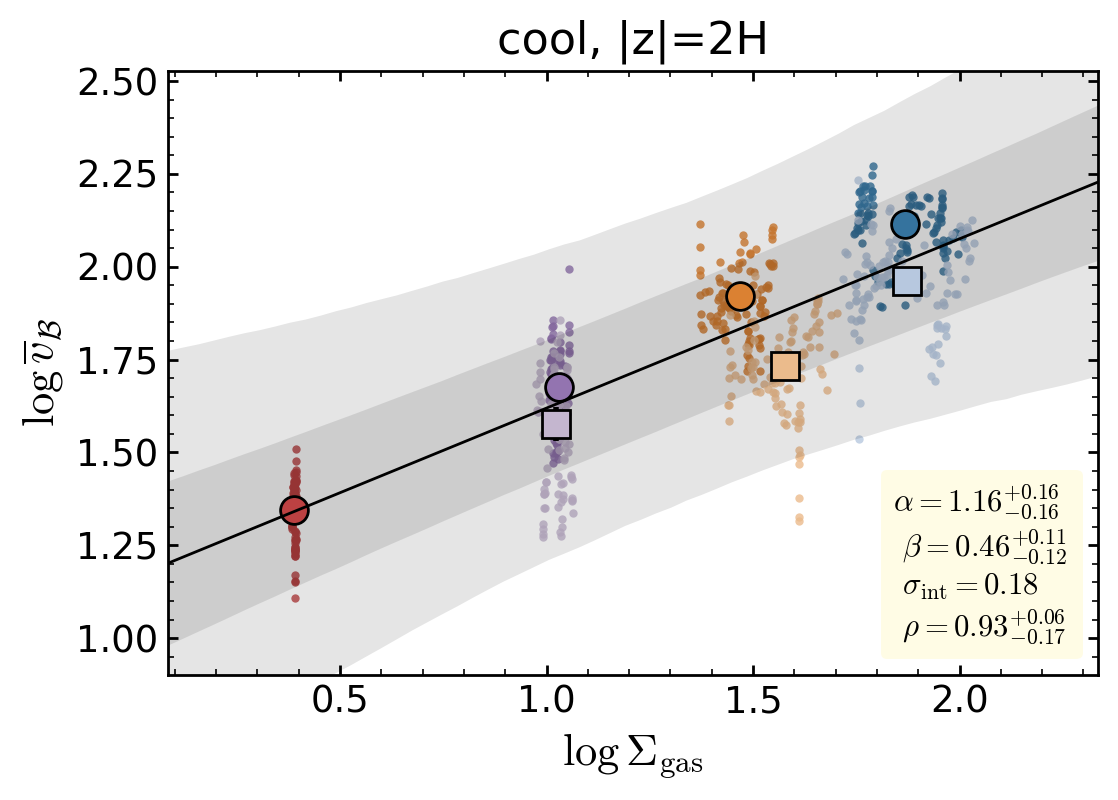 cool, |z|=2H
2.50
2.25
2.00
1.75
1.50
1.25
1.00
log v̅_ℬ
α = 1.16^{+0.16}_{-0.16}
β = 0.46^{+0.11}_{-0.12}
σ_int = 0.18
ρ = 0.93^{+0.06}_{-0.17}
0.5 1.0 1.5 2.0
log Σ_gas